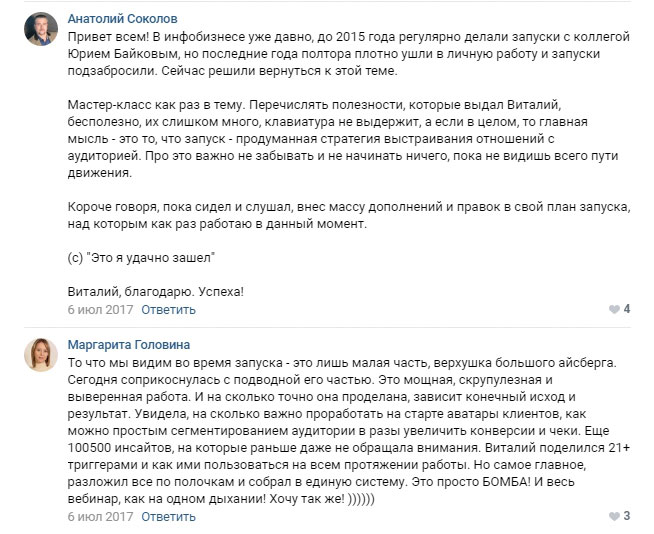 Анатолий Соколов
Привет всем! В инфобизнесе уже давно, до 2015 года регулярно делали запуски с коллегой
Юрием Байковым, но последние года полтора плотно ушли в личную работу и запуски
подзабросили. Сейчас решили вернуться к этой теме.
Мастер-класс как раз в тему. Перечислять полезности, которые выдал Виталий,
бесполезно, их слишком много, клавиатура не выдержит, а если в целом, то главная
мысль - это то, что запуск - продуманная стратегия выстраивания отношений с
аудиторией. Про это важно не забывать и не начинать ничего, пока не видишь всего пути
движения.
Короче говоря, пока сидел и слушал, внес массу дополнений и правок в свой план запуска,
над которым как раз работаю в данный момент.
(с) "Это я удачно зашел"
Виталий, благодарю. Успеха!
6 июл 2017 Ответить 4
Маргарита Головина
То что мы видим во время запуска - это лишь малая часть, верхушка большого айсберга.
Сегодня соприкоснулась с подводной его частью. Это мощная, скрупулезная и
выверенная работа. И на сколько точно она проделана, зависит конечный исход и
результат. Увидела, на сколько важно проработать на старте аватары клиентов, как
можно простым сегментированием аудитории в разы увеличить конверсии и чеки. Еще
100500 инсайтов, на которые раньше даже не обращала внимания. Виталий поделился 21+
триггерами и как ими пользоваться на всем протяжении работы. Но самое главное,
разложил все по полочкам и собрал в единую систему. Это просто БОМБА! И весь
вебинар, как на одном дыхании! Хочу так же! ))))))
6 июл 2017 Ответить 3